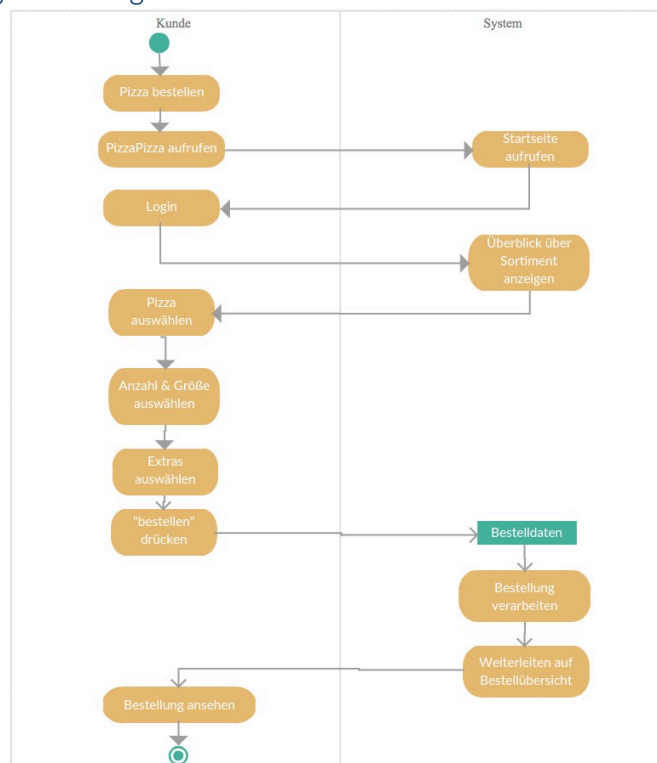 Kunde
System
Pizza bestellen
PizzaPizza aufrufen
Startseite
aufrufen
Login
Überblick über
Sortiment
anzeigen
Pizza
auswählen
Anzahl & Größe
auswählen
Extras
auswählen
"bestellen"
drücken
Bestelldaten
Bestellung
verarbeiten
Weiterleiten auf
Bestellübersicht
Bestellung ansehen